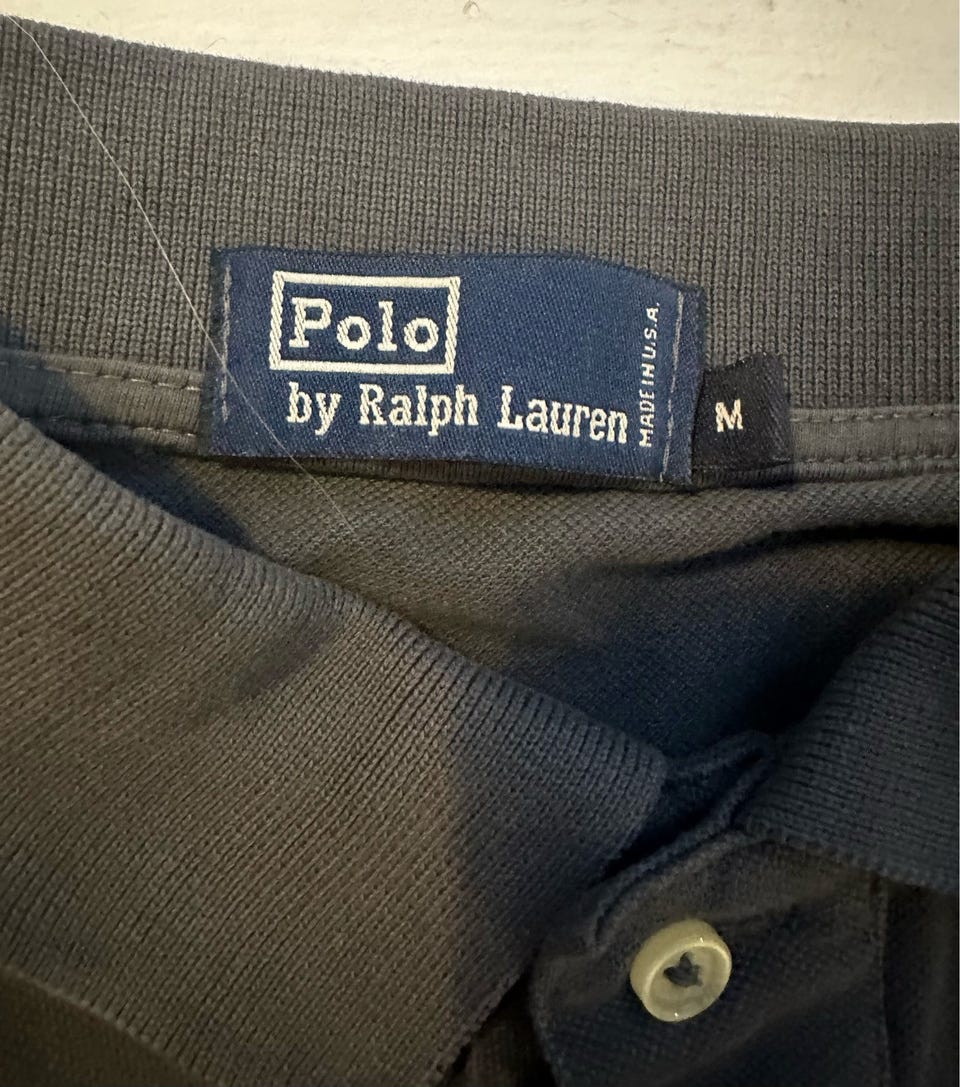 Polo
by Ralph Lauren
MADE IN U.S.A.
M